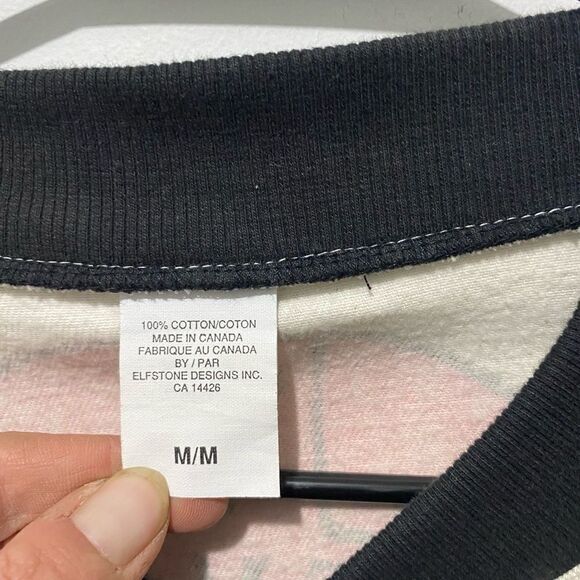 100% COTTON/COTON
MADE IN CANADA
FABRIQUE AU CANADA
BY / PAR
ELFSTONE DESIGNS INC.
CA 14426
M/M